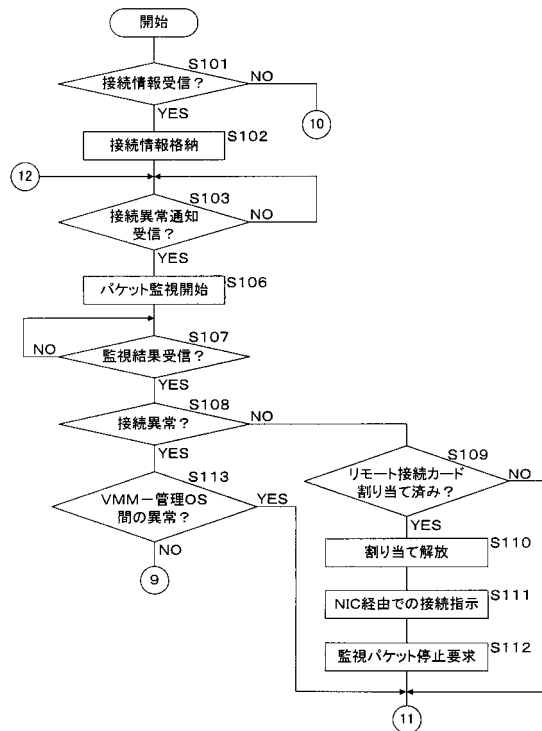 開始
S101
接続情報受信？
NO
YES
10
S102
接続情報格納
12
S103
接続異常通知
受信？
NO
YES
S106
パケット監視開始
S107
監視結果受信？
NO
YES
S108
接続異常？
NO
YES
S109
リモート接続カード
割り当て済み？
NO
YES
S113
VMM－管理OS
間の異常？
YES
NO
9
S110
割り当て解放
S111
NIC経由での接続指示
S112
監視パケット停止要求
11